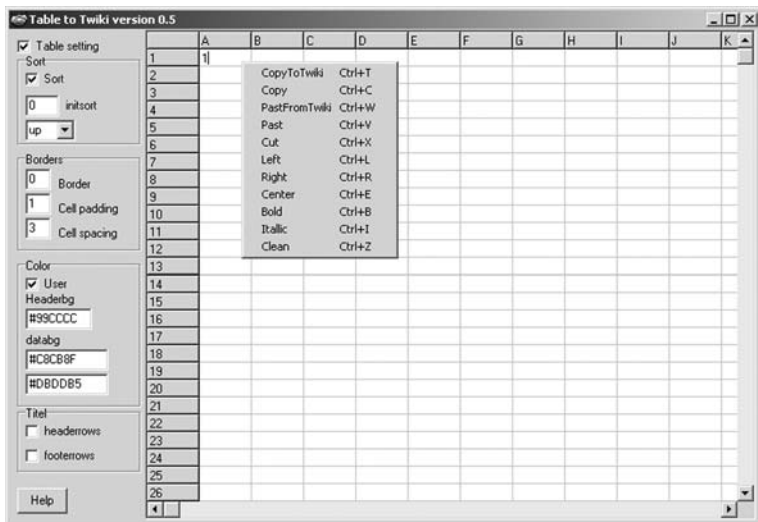 Table to Twiki version 0.5
Table setting
Sort
Sort
0 initsort
up
Borders
0 Border
1 Cell padding
3 Cell spacing
Color
User
Headerbg
#99CCCC
databg
#C8CB8F
#DBDDB5
Titel
headerrows
footerrows
Help
A B C D E F G H I J K
1 1
2
3
4
5
6
7
8
9
10
11
12
13
14
15
16
17
18
19
20
21
22
23
24
25
26
CopyToTwiki Ctrl+T
Copy Ctrl+C
PastFromTwiki Ctrl+W
Past Ctrl+V
Cut Ctrl+X
Left Ctrl+L
Right Ctrl+R
Center Ctrl+E
Bold Ctrl+B
Itallic Ctrl+I
Clean Ctrl+Z